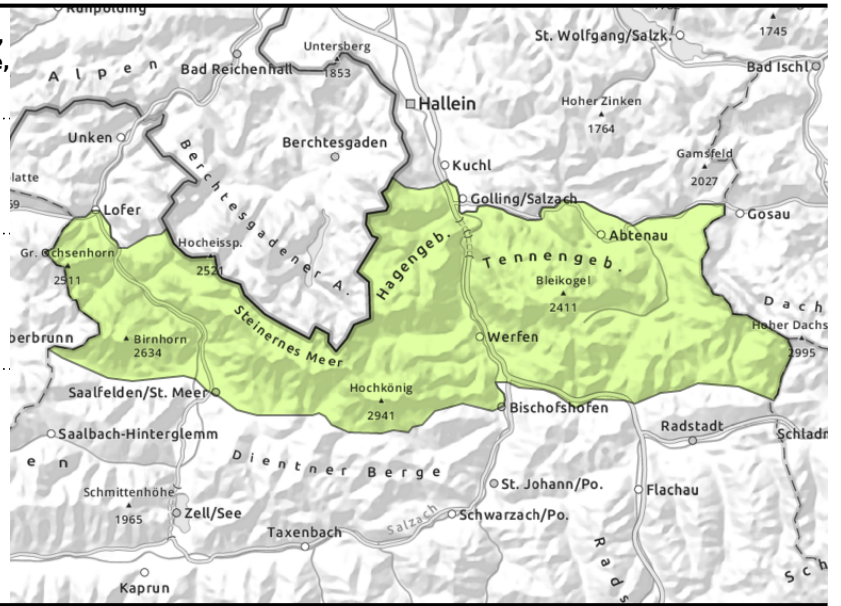 Ruhpolding
Untersberg
1853
St. Wolfgang/Salzk.
1745
Bad Ischl
Alpen
Bad Reichenhall
Hallein
Hoher Zinken
1764
Unken
Berchtesgaden
Kuchl
Gamsfeld
2027
Berchtesgadener A.
Lofer
Golling/Salzach
Gosau
Gr. Ochsenhorn
2511
Hocheissp.
2521
Hagengeb.
Abtenau
Tennengeb.
Bleikogel
2411
Dach
Hoher Dachs
2995
berbrunn
Birnhorn
2634
Steinernes Meer
Werfen
Saalfelden/St. Meer
Hochkönig
2941
Bischofshofen
Saalbach-Hinterglemm
Radstadt
Schladm
en
Dientner Berge
Schmittenhöhe
1965
Zell/See
St. Johann/Po.
Flachau
Salzach
Schwarzach/Po.
Taxenbach
Rads
Sch
Kaprun